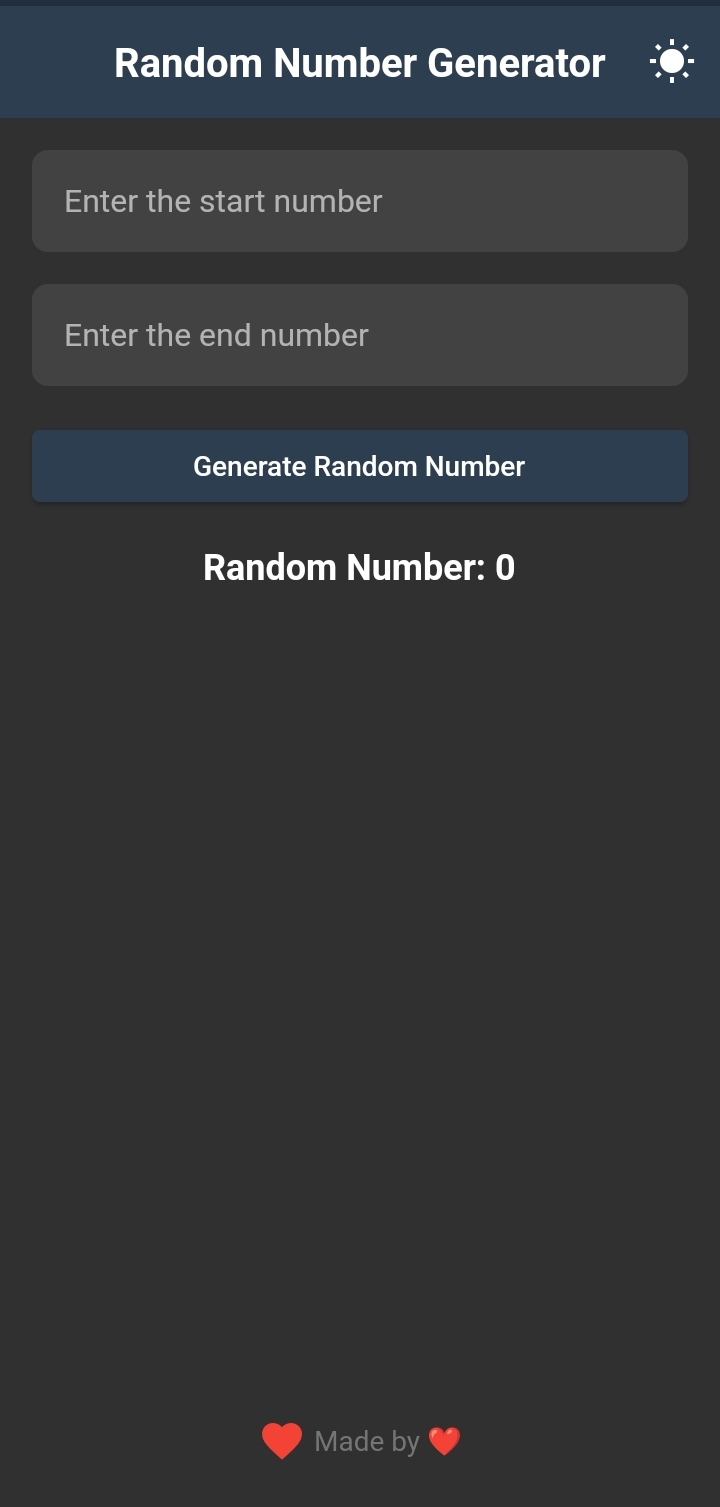 Random Number Generator
Enter the start number
Enter the end number
Generate Random Number
Random Number: 0
Made by ❤️